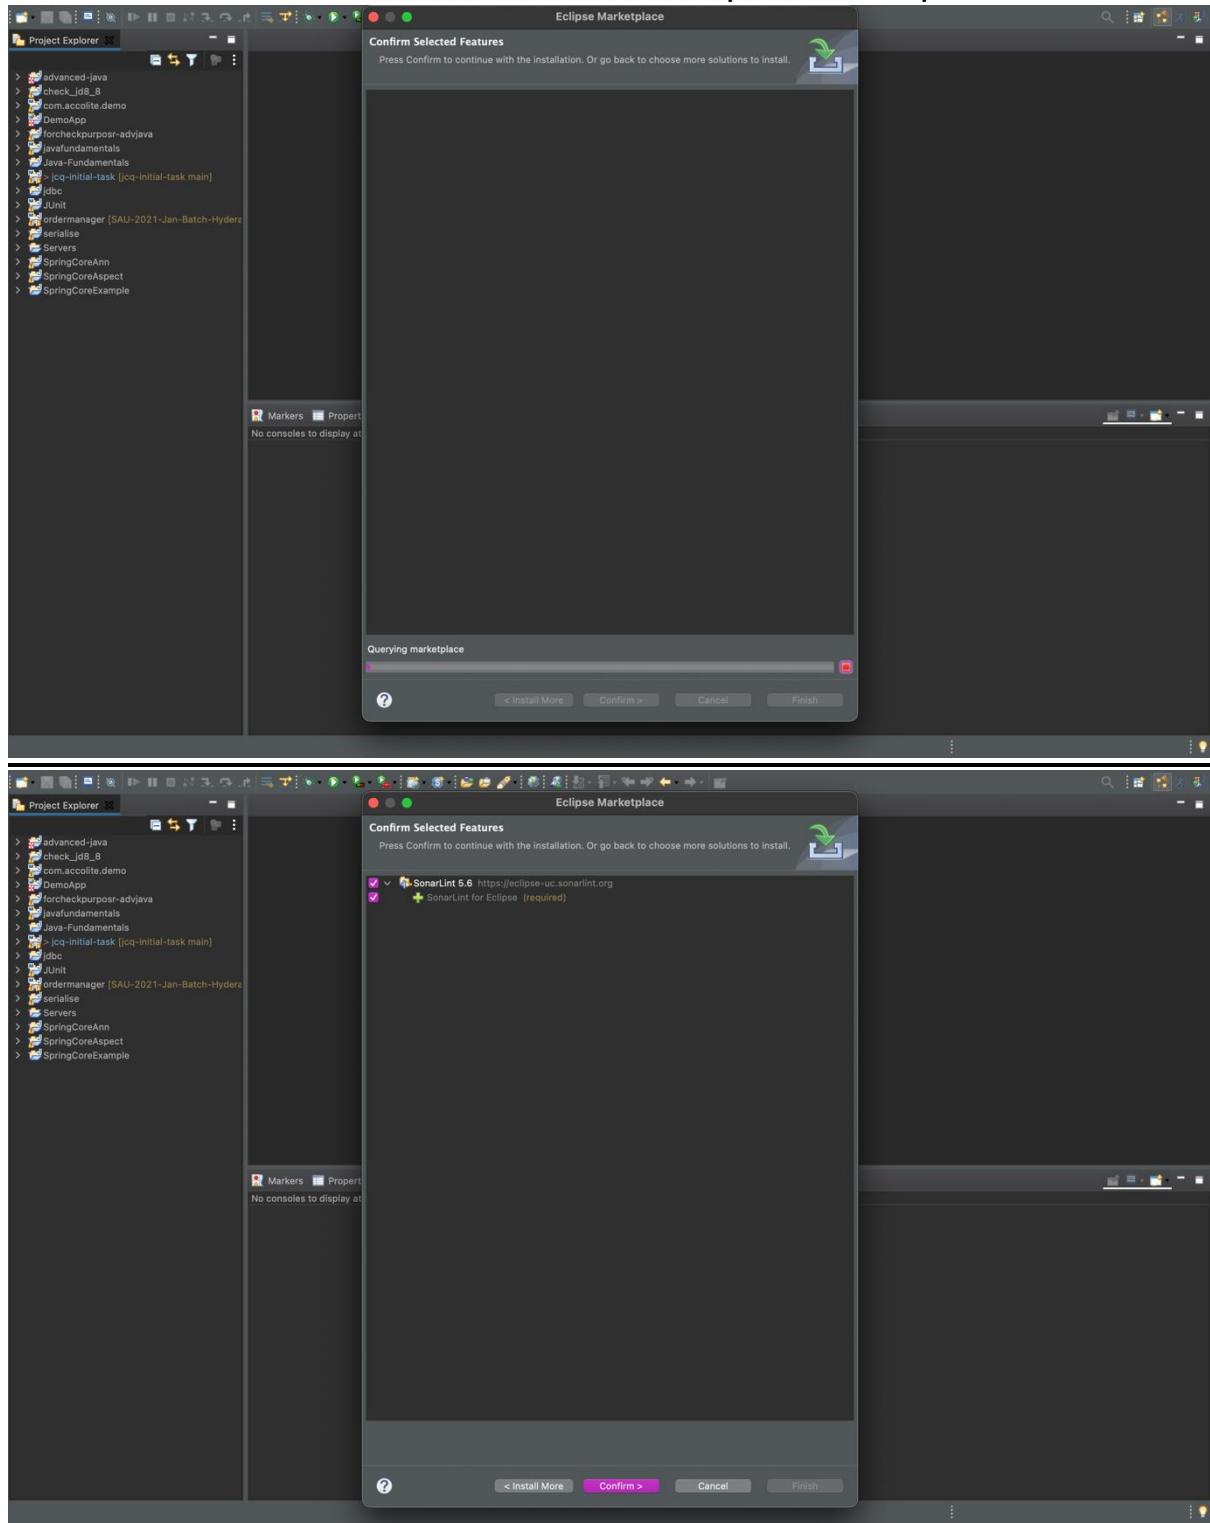 Eclipse Marketplace
Project Explorer
Confirm Selected Features
Press Confirm to continue with the installation. Or go back to choose more solutions to install.
advanced-java
check_jd8_8
com.accolite.demo
DemoApp
forcheckpurposr-advjava
javafundamentals
Java-Fundamentals
> jcq-initial-task [jcq-initial-task main]
jdbc
JUnit
ordermanager [SAU-2021-Jan-Batch-Hydera
serialise
Servers
SpringCoreAnn
SpringCoreAspect
SpringCoreExample
Markers Propert
No consoles to display at
Querying marketplace
< Install More Confirm > Cancel Finish
Eclipse Marketplace
Project Explorer
Confirm Selected Features
Press Confirm to continue with the installation. Or go back to choose more solutions to install.
advanced-java
check_jd8_8
com.accolite.demo
DemoApp
forcheckpurposr-advjava
javafundamentals
Java-Fundamentals
> jcq-initial-task [jcq-initial-task main]
jdbc
JUnit
ordermanager [SAU-2021-Jan-Batch-Hydera
serialise
Servers
SpringCoreAnn
SpringCoreAspect
SpringCoreExample
SonarLint 5.6 https://eclipse-uc.sonarlint.org
SonarLint for Eclipse (required)
Markers Propert
No consoles to display at
< Install More Confirm > Cancel Finish